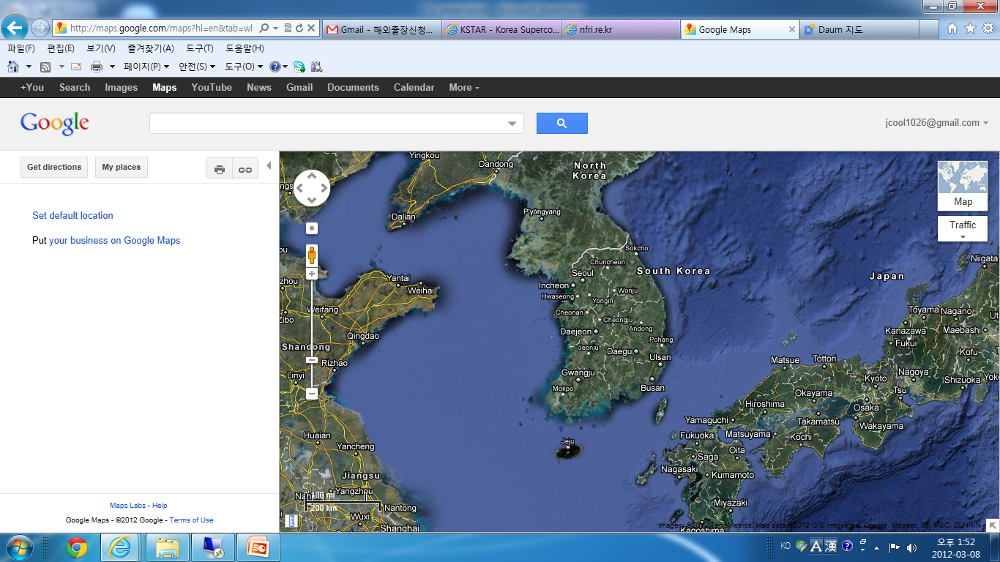 http://maps.google.com/maps?hl=en&tab=wl
Gmail - 해외출장신청...
KSTAR - Korea Superco...
nfri.re.kr
Google Maps
Daum 지도
파일(F) 편집(E) 보기(V) 즐겨찾기(A) 도구(T) 도움말(H)
페이지(P) 안전(S) 도구(O)
+You Search Images Maps YouTube News Gmail Documents Calendar More
Google
jcool1026@gmail.com
Get directions
My places
Set default location
Put your business on Google Maps
Maps Labs - Help
Google Maps - ©2012 Google - Terms of Use
Map
Traffic
Yingkou
Dandong
North Korea
Dalian
P'yŏngyang
Sokcho
Chuncheon
Seoul
South Korea
Niigata
Japan
Yantai
Weihai
Incheon
Hwaseong
Wonju
Yongin
Weifang
Zibo
Cheonan
Cheongju
Andong
Toyama
Nagano
Kanazawa
Maebashi
Qingdao
Daejeon
Pohang
Fukui
Shandong
Jeonju
Daegu
Ulsan
Kofu
Rizhao
Matsue
Tottori
Linyi
Gwangju
Kyoto
Nagoya
Shizuoka
Mokpo
Busan
Okayama
Tsu
Hiroshima
Osaka
Yamaguchi
Takamatsu
Wakayama
Huaian
Fukuoka
Matsuyama
Kochi
Yancheng
Jeju
Saga
Oita
Nagasaki
Kumamoto
Jiangsu
Yangzhou
100 mi
200 km
Nantong
Miyazaki
Wuxi
Shanghai
Kagoshima
KO
A
漢
오후 1:52
2012-03-08